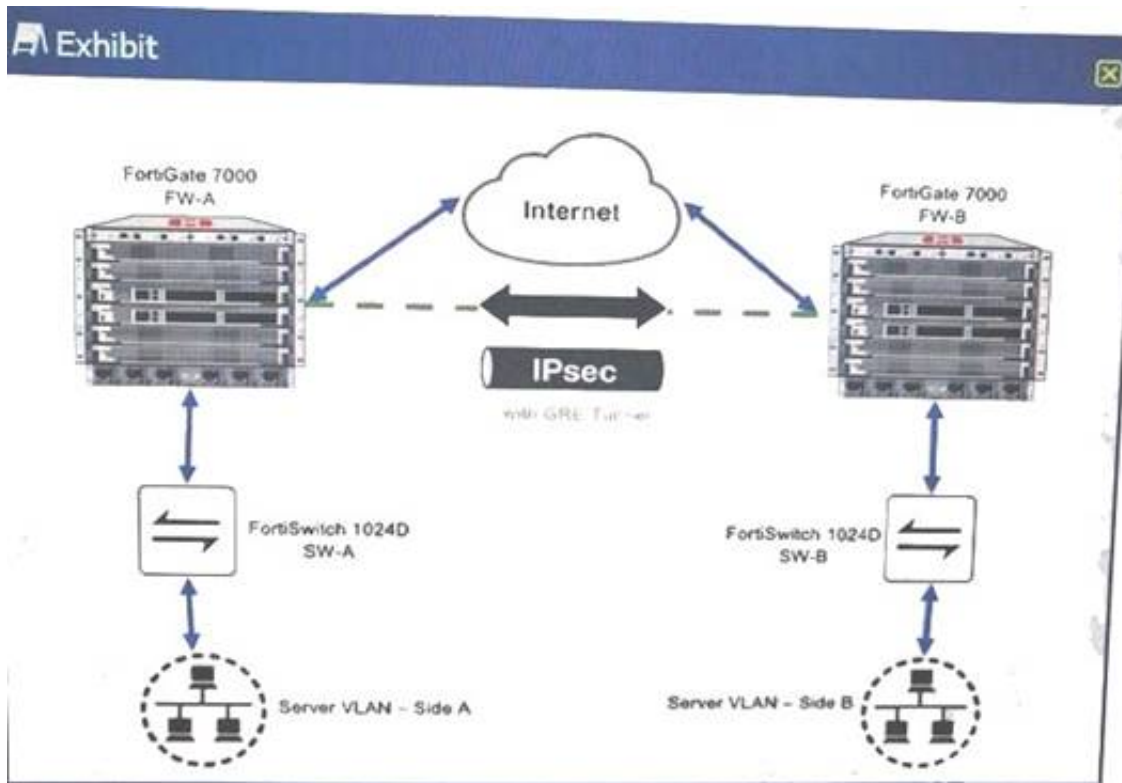 Exhibit
FortiGate 7000
FW-A
Internet
FortiGate 7000
FW-B
IPsec
with GRE Tunnel
FortiSwitch 1024D
SW-A
FortiSwitch 1024D
SW-B
Server VLAN – Side A
Server VLAN – Side B